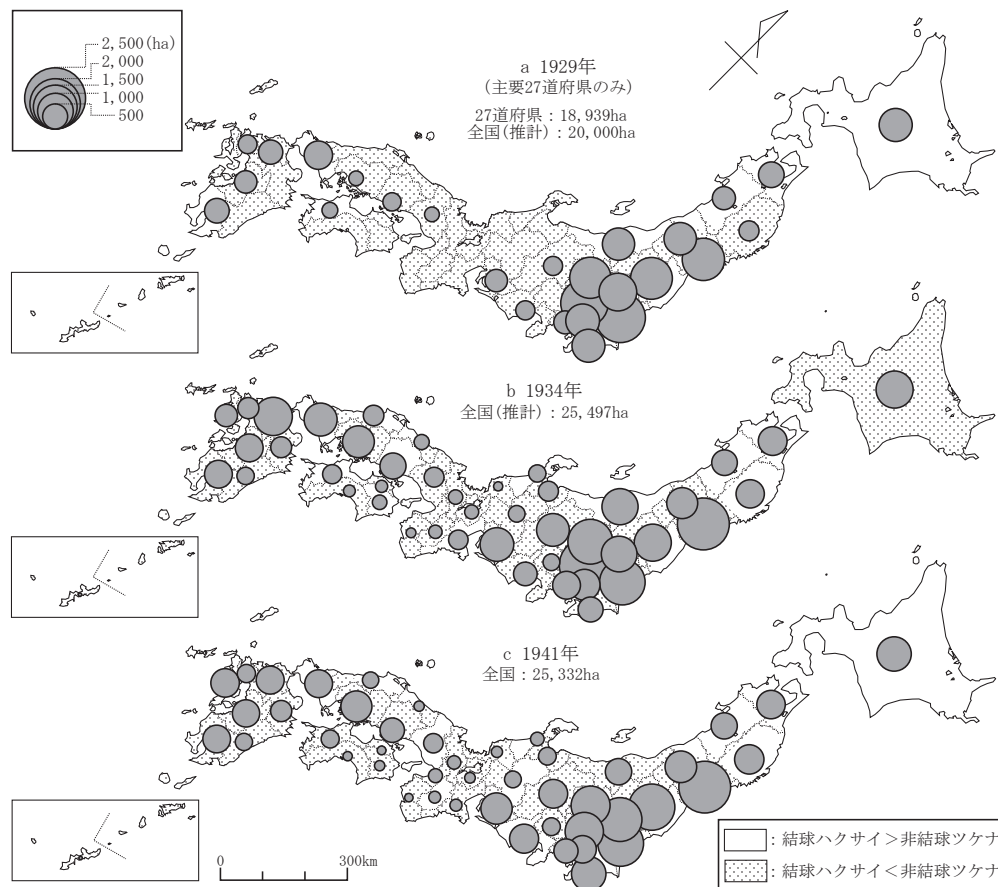 2,500(ha)
2,000
1,500
1,000
500
a 1929年
(主要27道府県のみ)
27道府県：18,939ha
全国(推計)：20,000ha
b 1934年
全国(推計)：25,497ha
c 1941年
全国：25,332ha
0 300km
：結球ハクサイ＞非結球ツケナ
：結球ハクサイ＜非結球ツケナ